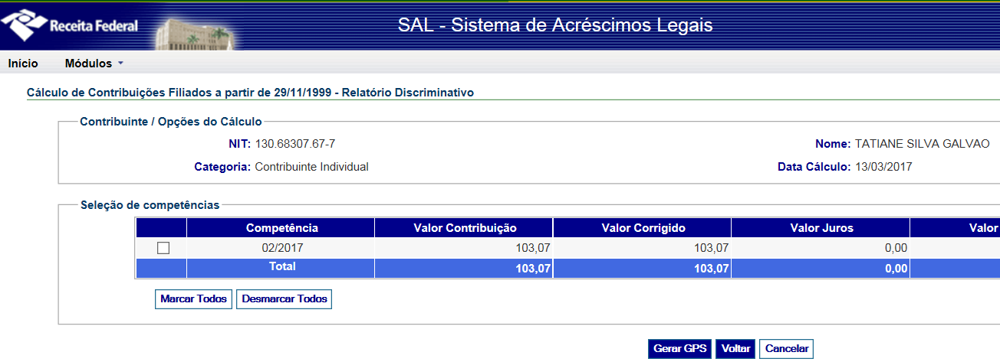 Receita Federal
SAL - Sistema de Acréscimos Legais
Início Módulos
Cálculo de Contribuições Filiados a partir de 29/11/1999 - Relatório Discriminativo
Contribuinte / Opções do Cálculo
NIT: 130.68307.67-7 Nome: TATIANE SILVA GALVAO
Categoria: Contribuinte Individual Data Cálculo: 13/03/2017
Seleção de competências
Competência Valor Contribuição Valor Corrigido Valor Juros Valor
02/2017 103,07 103,07 0,00
Total 103,07 103,07 0,00
Marcar Todos Desmarcar Todos
Gerar GPS Voltar Cancelar